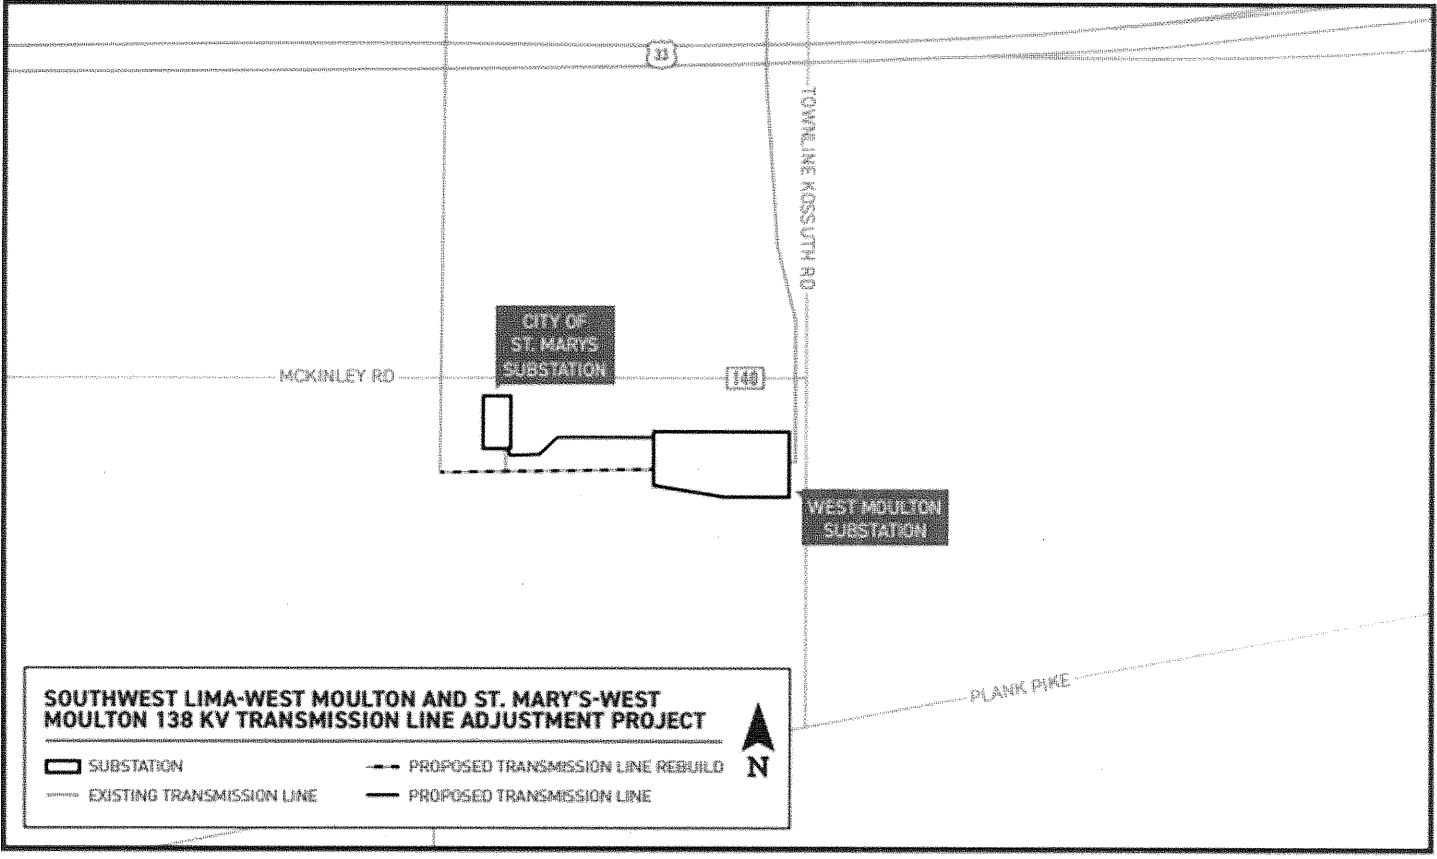 33
TOWNLINE KOSSUTH RD
CITY OF
ST. MARYS
SUBSTATION
MCKINLEY RD
140
WEST MOULTON
SUBSTATION
PLANK PIKE
SOUTHWEST LIMA-WEST MOULTON AND ST. MARY'S-WEST
MOULTON 138 KV TRANSMISSION LINE ADJUSTMENT PROJECT
SUBSTATION
PROPOSED TRANSMISSION LINE REBUILD
EXISTING TRANSMISSION LINE
PROPOSED TRANSMISSION LINE
N